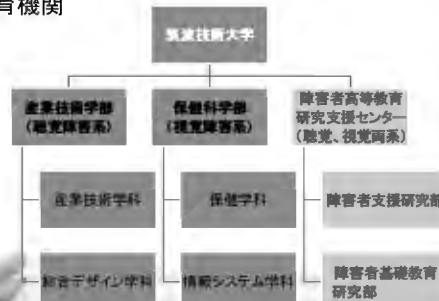 育機関
筑波技術大学
産業技術学部
(聴覚障害系)
保健科学部
(視覚障害系)
障害者高等教育
研究支援センター
(聴覚、視覚両系)
産業技術学科
保健学科
障害者支援研究部
総合デザイン学科
情報システム学科
障害者基礎教育
研究部